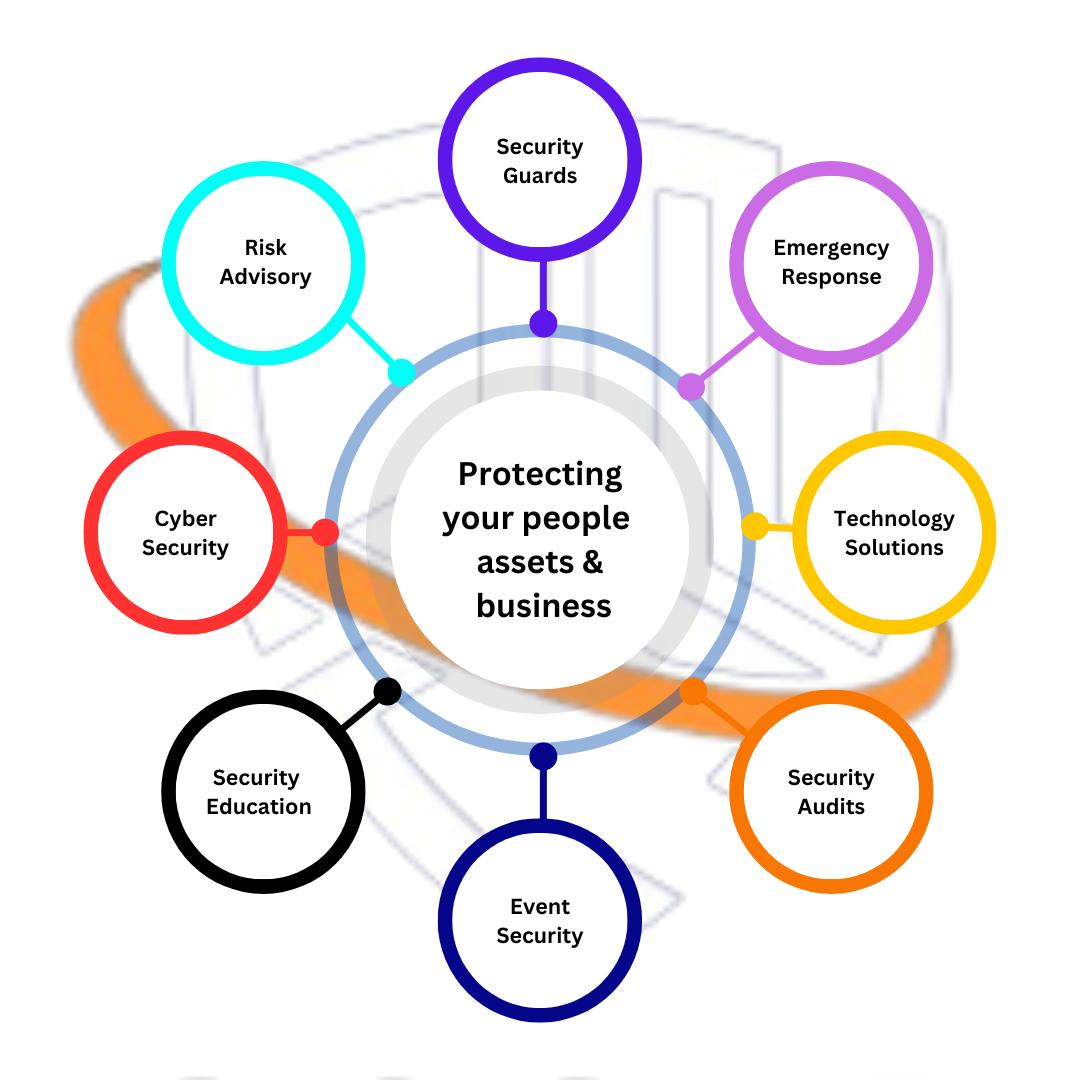 Security
Guards
Risk
Advisory
Emergency
Response
Protecting
your people
assets &
business
Cyber
Security
Technology
Solutions
Security
Education
Security
Audits
Event
Security